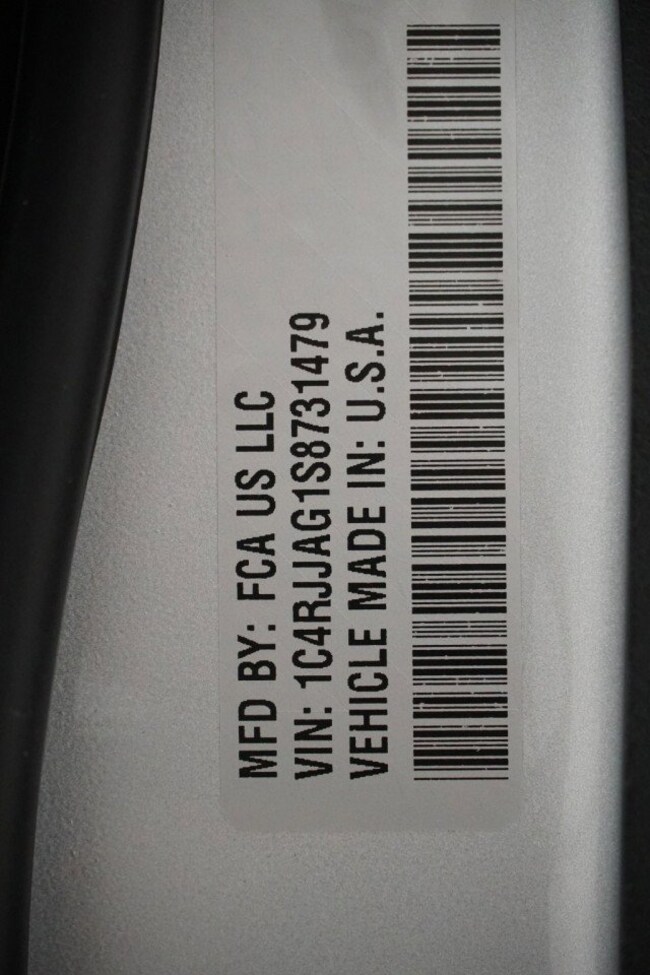 MFD BY: FCA US LLC
VIN: 1C4RJJAG1S8731479
VEHICLE MADE IN: U.S.A.